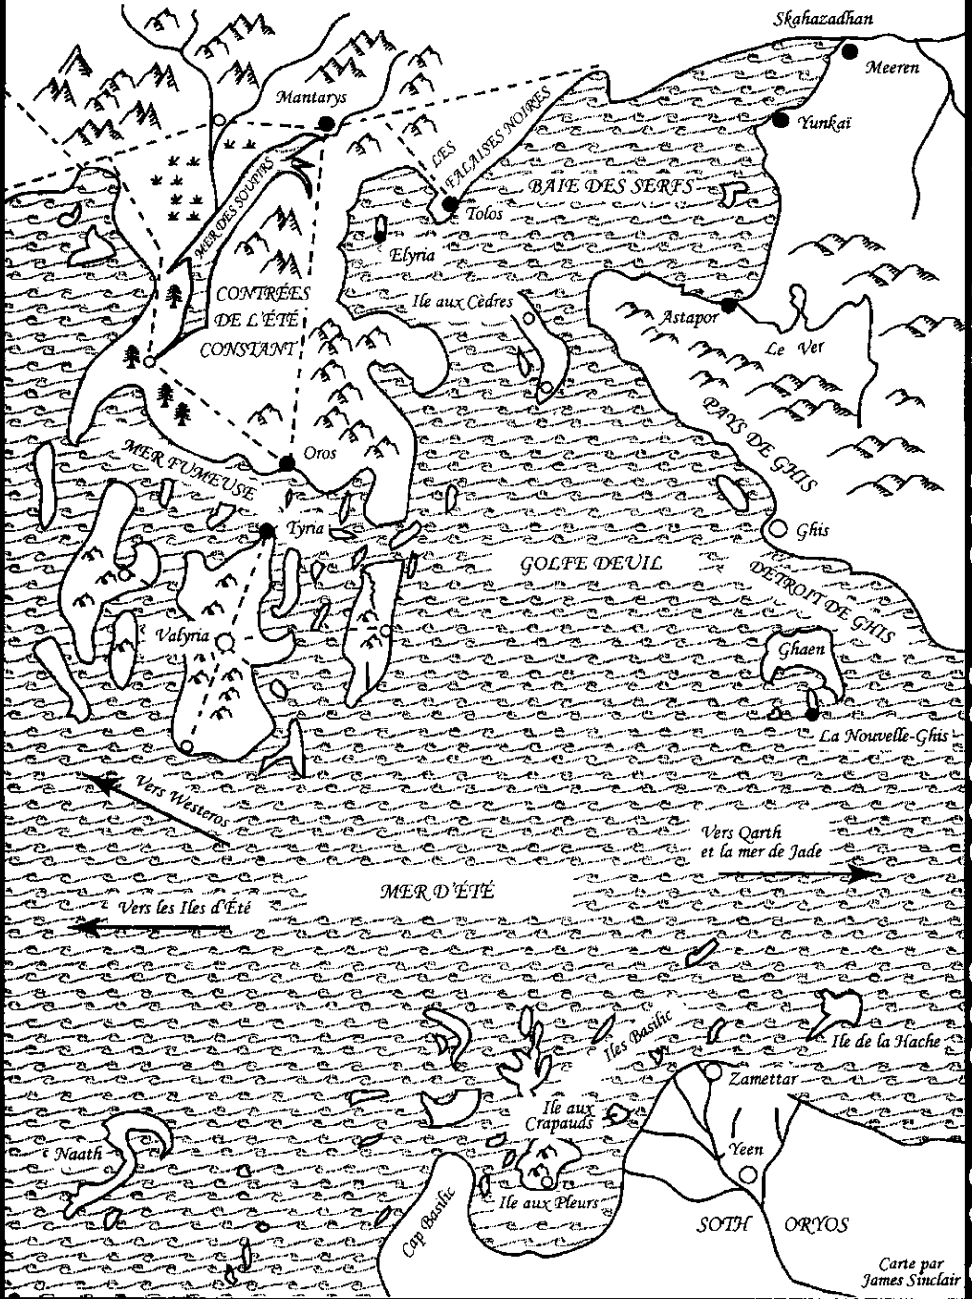 Skahazadhan
Meeren
Mantarys
Yunkaï
LES
FALAISES NOIRES
BAIE DES SERFS
MER DES SOUPIRS
Tolos
Elyria
CONTRÉES
DE L'ÉTÉ
CONSTANT
Ile aux Cèdres
Astapor
Le Ver
PAYS DE GHIS
MER FUMEUSE
Oros
Tyria
Ghis
GOLFE DEUIL
DÉTROIT DE GHIS
Valyria
Ghaen
La Nouvelle-Ghis
Vers Westeros
Vers Qarth
et la mer de Jade
MER D'ÉTÉ
Vers les Iles d'Été
Iles Basilic
Ile de la Hache
Zamettar
Ile aux
Crapauds
Naath
Yeen
Ile aux Pleurs
Cap Basilic
SOTH ORYOS
Carte par
James Sinclair